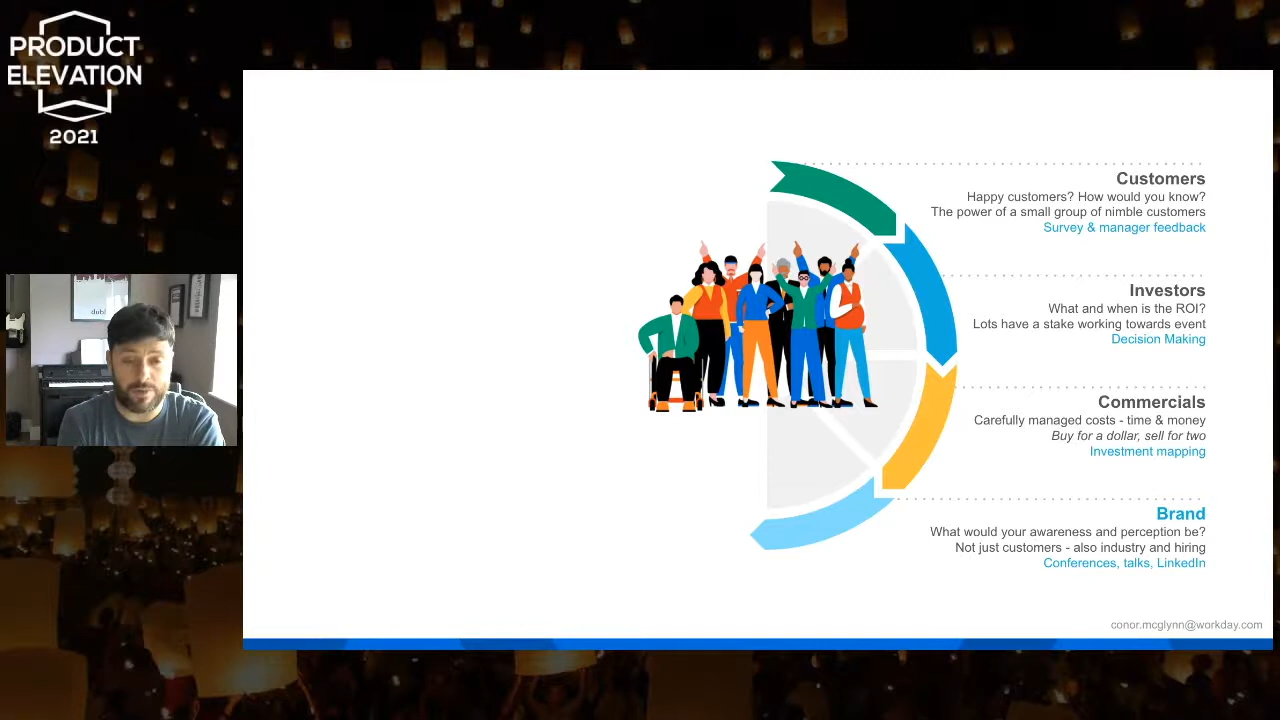 PRODUCT
ELEVATION
2021
Customers
Happy customers? How would you know?
The power of a small group of nimble customers
Survey & manager feedback
Investors
What and when is the ROI?
Lots have a stake working towards event
Decision Making
Commercials
Carefully managed costs - time & money
Buy for a dollar, sell for two
Investment mapping
Brand
What would your awareness and perception be?
Not just customers - also industry and hiring
Conferences, talks, LinkedIn
conor.mcglynn@workday.com
dubl